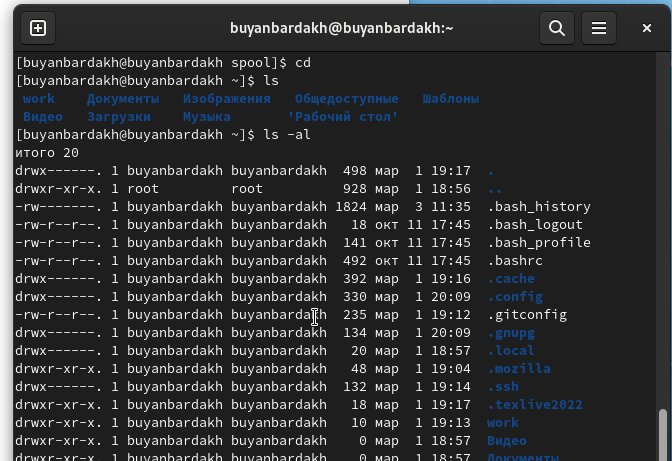 buyanbardakh@buyanbardakh:~
[buyanbardakh@buyanbardakh spool]$ cd
[buyanbardakh@buyanbardakh ~]$ ls
work Документы Изображения Общедоступные Шаблоны
Видео Загрузки Музыка 'Рабочий стол'
[buyanbardakh@buyanbardakh ~]$ ls -al
итого 20
drwx------. 1 buyanbardakh buyanbardakh 498 мар 1 19:17 .
drwxr-xr-x. 1 root root 928 мар 1 18:56 ..
-rw-------. 1 buyanbardakh buyanbardakh 1824 мар 3 11:35 .bash_history
-rw-r--r--. 1 buyanbardakh buyanbardakh 18 окт 11 17:45 .bash_logout
-rw-r--r--. 1 buyanbardakh buyanbardakh 141 окт 11 17:45 .bash_profile
-rw-r--r--. 1 buyanbardakh buyanbardakh 492 окт 11 17:45 .bashrc
drwx------. 1 buyanbardakh buyanbardakh 392 мар 1 19:16 .cache
drwx------. 1 buyanbardakh buyanbardakh 330 мар 1 20:09 .config
-rw-r--r--. 1 buyanbardakh buyanbardakh 235 мар 1 19:12 .gitconfig
drwx------. 1 buyanbardakh buyanbardakh 134 мар 1 20:09 .gnupg
drwx------. 1 buyanbardakh buyanbardakh 20 мар 1 18:57 .local
drwxr-xr-x. 1 buyanbardakh buyanbardakh 48 мар 1 19:04 .mozilla
drwx------. 1 buyanbardakh buyanbardakh 132 мар 1 19:14 .ssh
drwxr-xr-x. 1 buyanbardakh buyanbardakh 18 мар 1 19:17 .texlive2022
drwxr-xr-x. 1 buyanbardakh buyanbardakh 10 мар 1 19:13 work
drwxr-xr-x. 1 buyanbardakh buyanbardakh 0 мар 1 18:57 Видео
drwxr-xr-x. 1 buyanbardakh buyanbardakh 0 мар 1 18:57 Документы